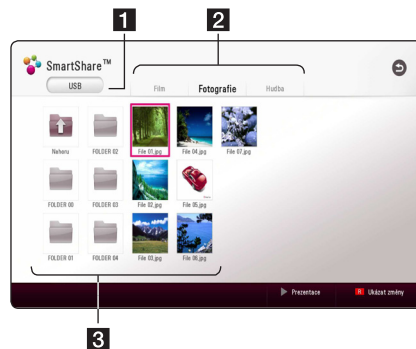 1 2
SmartShare™
USB
Film Fotografie Hudba
Nahoru FOLDER 02 File 01.jpg File 04.jpg File 07.jpg
FOLDER 00 FOLDER 03 File 02.jpg File 05.jpg
FOLDER 01 FOLDER 04 File 03.jpg File 06.jpg
Prezentace R Ukázat změny
3